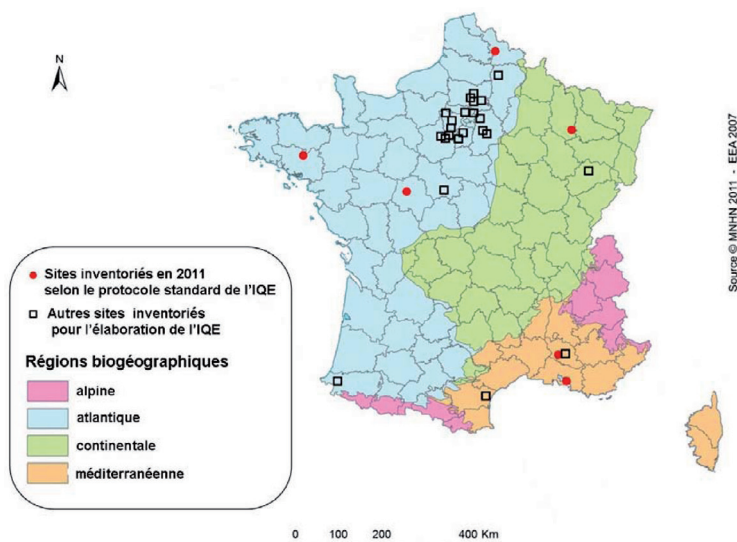 N
Sites inventoriés en 2011
selon le protocole standard de l'IQE
Autres sites inventoriés
pour l'élaboration de l'IQE
Régions biogéographiques
alpine
atlantique
continentale
méditerranéenne
0 100 200 400 Km
Source © MNHN 2011 - EEA 2007